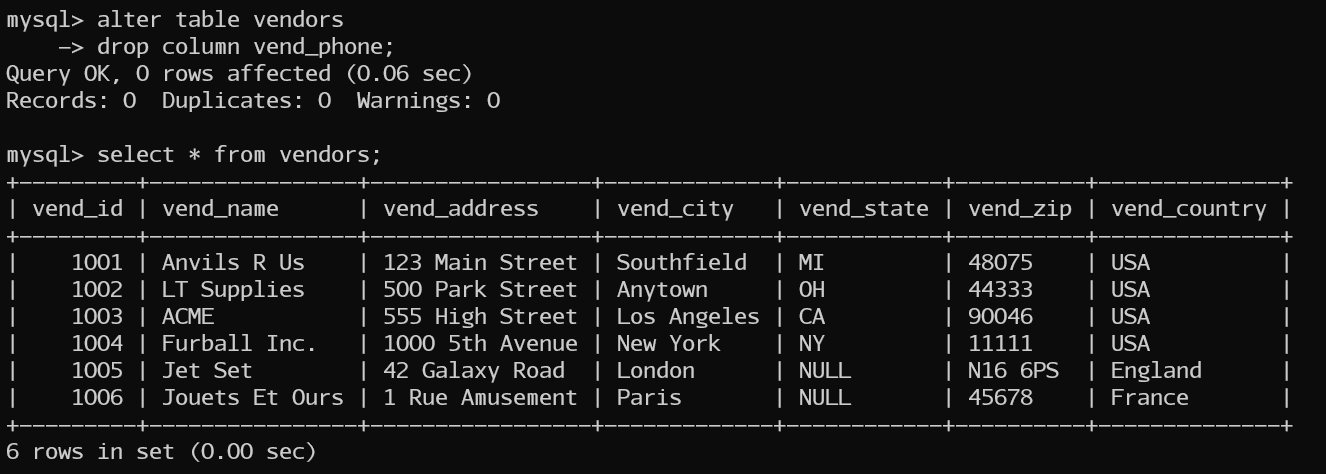 mysql> alter table vendors
    -> drop column vend_phone;
Query OK, 0 rows affected (0.06 sec)
Records: 0  Duplicates: 0  Warnings: 0

mysql> select * from vendors;
+---------+----------------+-----------------+-------------+------------+----------+--------------+
| vend_id | vend_name      | vend_address    | vend_city   | vend_state | vend_zip | vend_country |
+---------+----------------+-----------------+-------------+------------+----------+--------------+
|    1001 | Anvils R Us    | 123 Main Street | Southfield  | MI         | 48075    | USA          |
|    1002 | LT Supplies    | 500 Park Street | Anytown     | OH         | 44333    | USA          |
|    1003 | ACME           | 555 High Street | Los Angeles | CA         | 90046    | USA          |
|    1004 | Furball Inc.   | 1000 5th Avenue | New York    | NY         | 11111    | USA          |
|    1005 | Jet Set        | 42 Galaxy Road  | London      | NULL       | N16 6PS  | England      |
|    1006 | Jouets Et Ours | 1 Rue Amusement | Paris       | NULL       | 45678    | France       |
+---------+----------------+-----------------+-------------+------------+----------+--------------+
6 rows in set (0.00 sec)